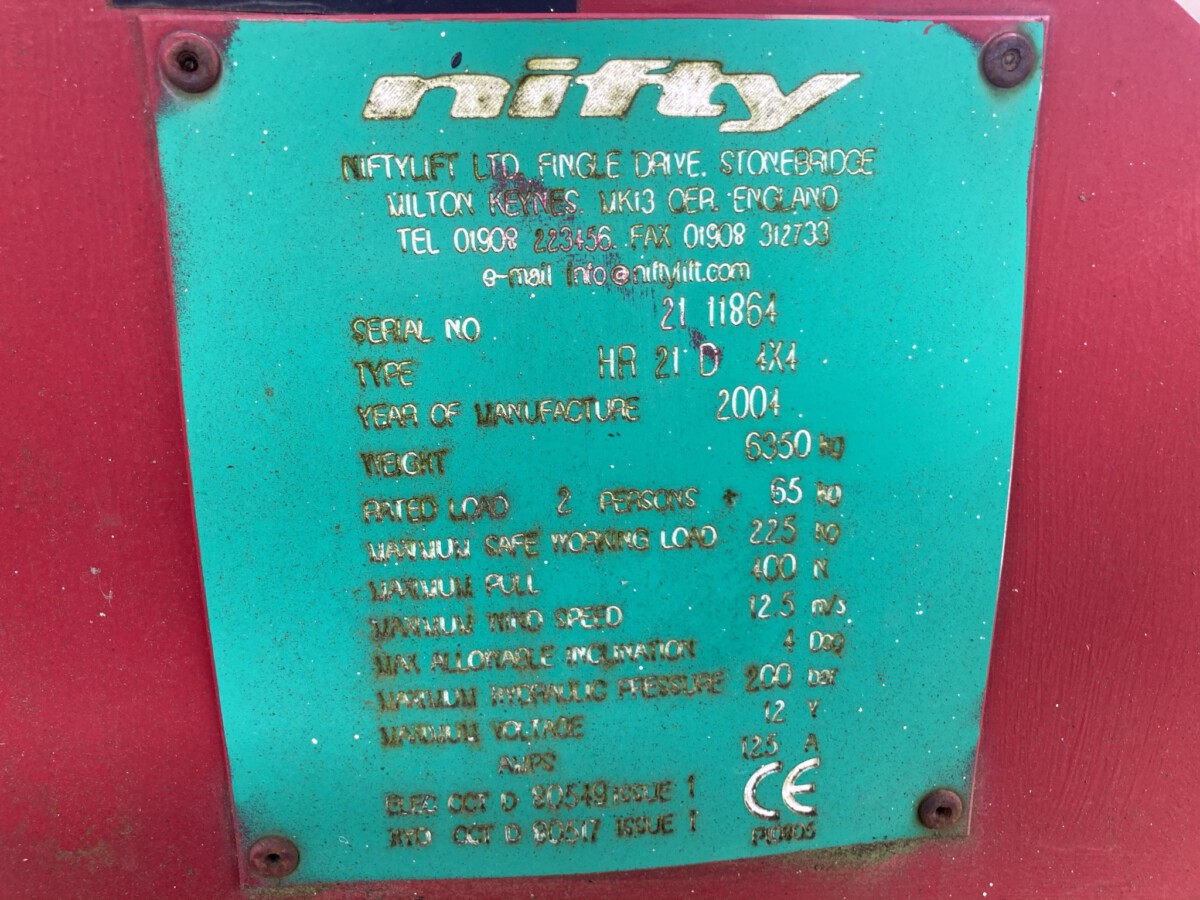 nifty
NIFTYLIFT LTD. FINGLE DRIVE. STONEBRIDGE
MILTON KEYNES. MK13 0ER. ENGLAND
TEL 01908 223456. FAX 01908 312733
e-mail info@niftylift.com
SERIAL NO 21 11864
TYPE HR 21 D 4X4
YEAR OF MANUFACTURE 2004
WEIGHT 6350 kg
RATED LOAD 2 PERSONS + 65 kg
MAXIMUM SAFE WORKING LOAD 225 kg
MAXIMUM PULL 400 N
MAXIMUM WIND SPEED 12.5 m/s
MAX. ALLOWABLE INCLINATION 4 Deg
MAXIMUM HYDRAULIC PRESSURE 200 bar
MAXIMUM VOLTAGE 12 V
AMPS 125 A
ELEC CCT D 80549 ISSUE 1
HYD CCT D 80517 ISSUE 1
CE